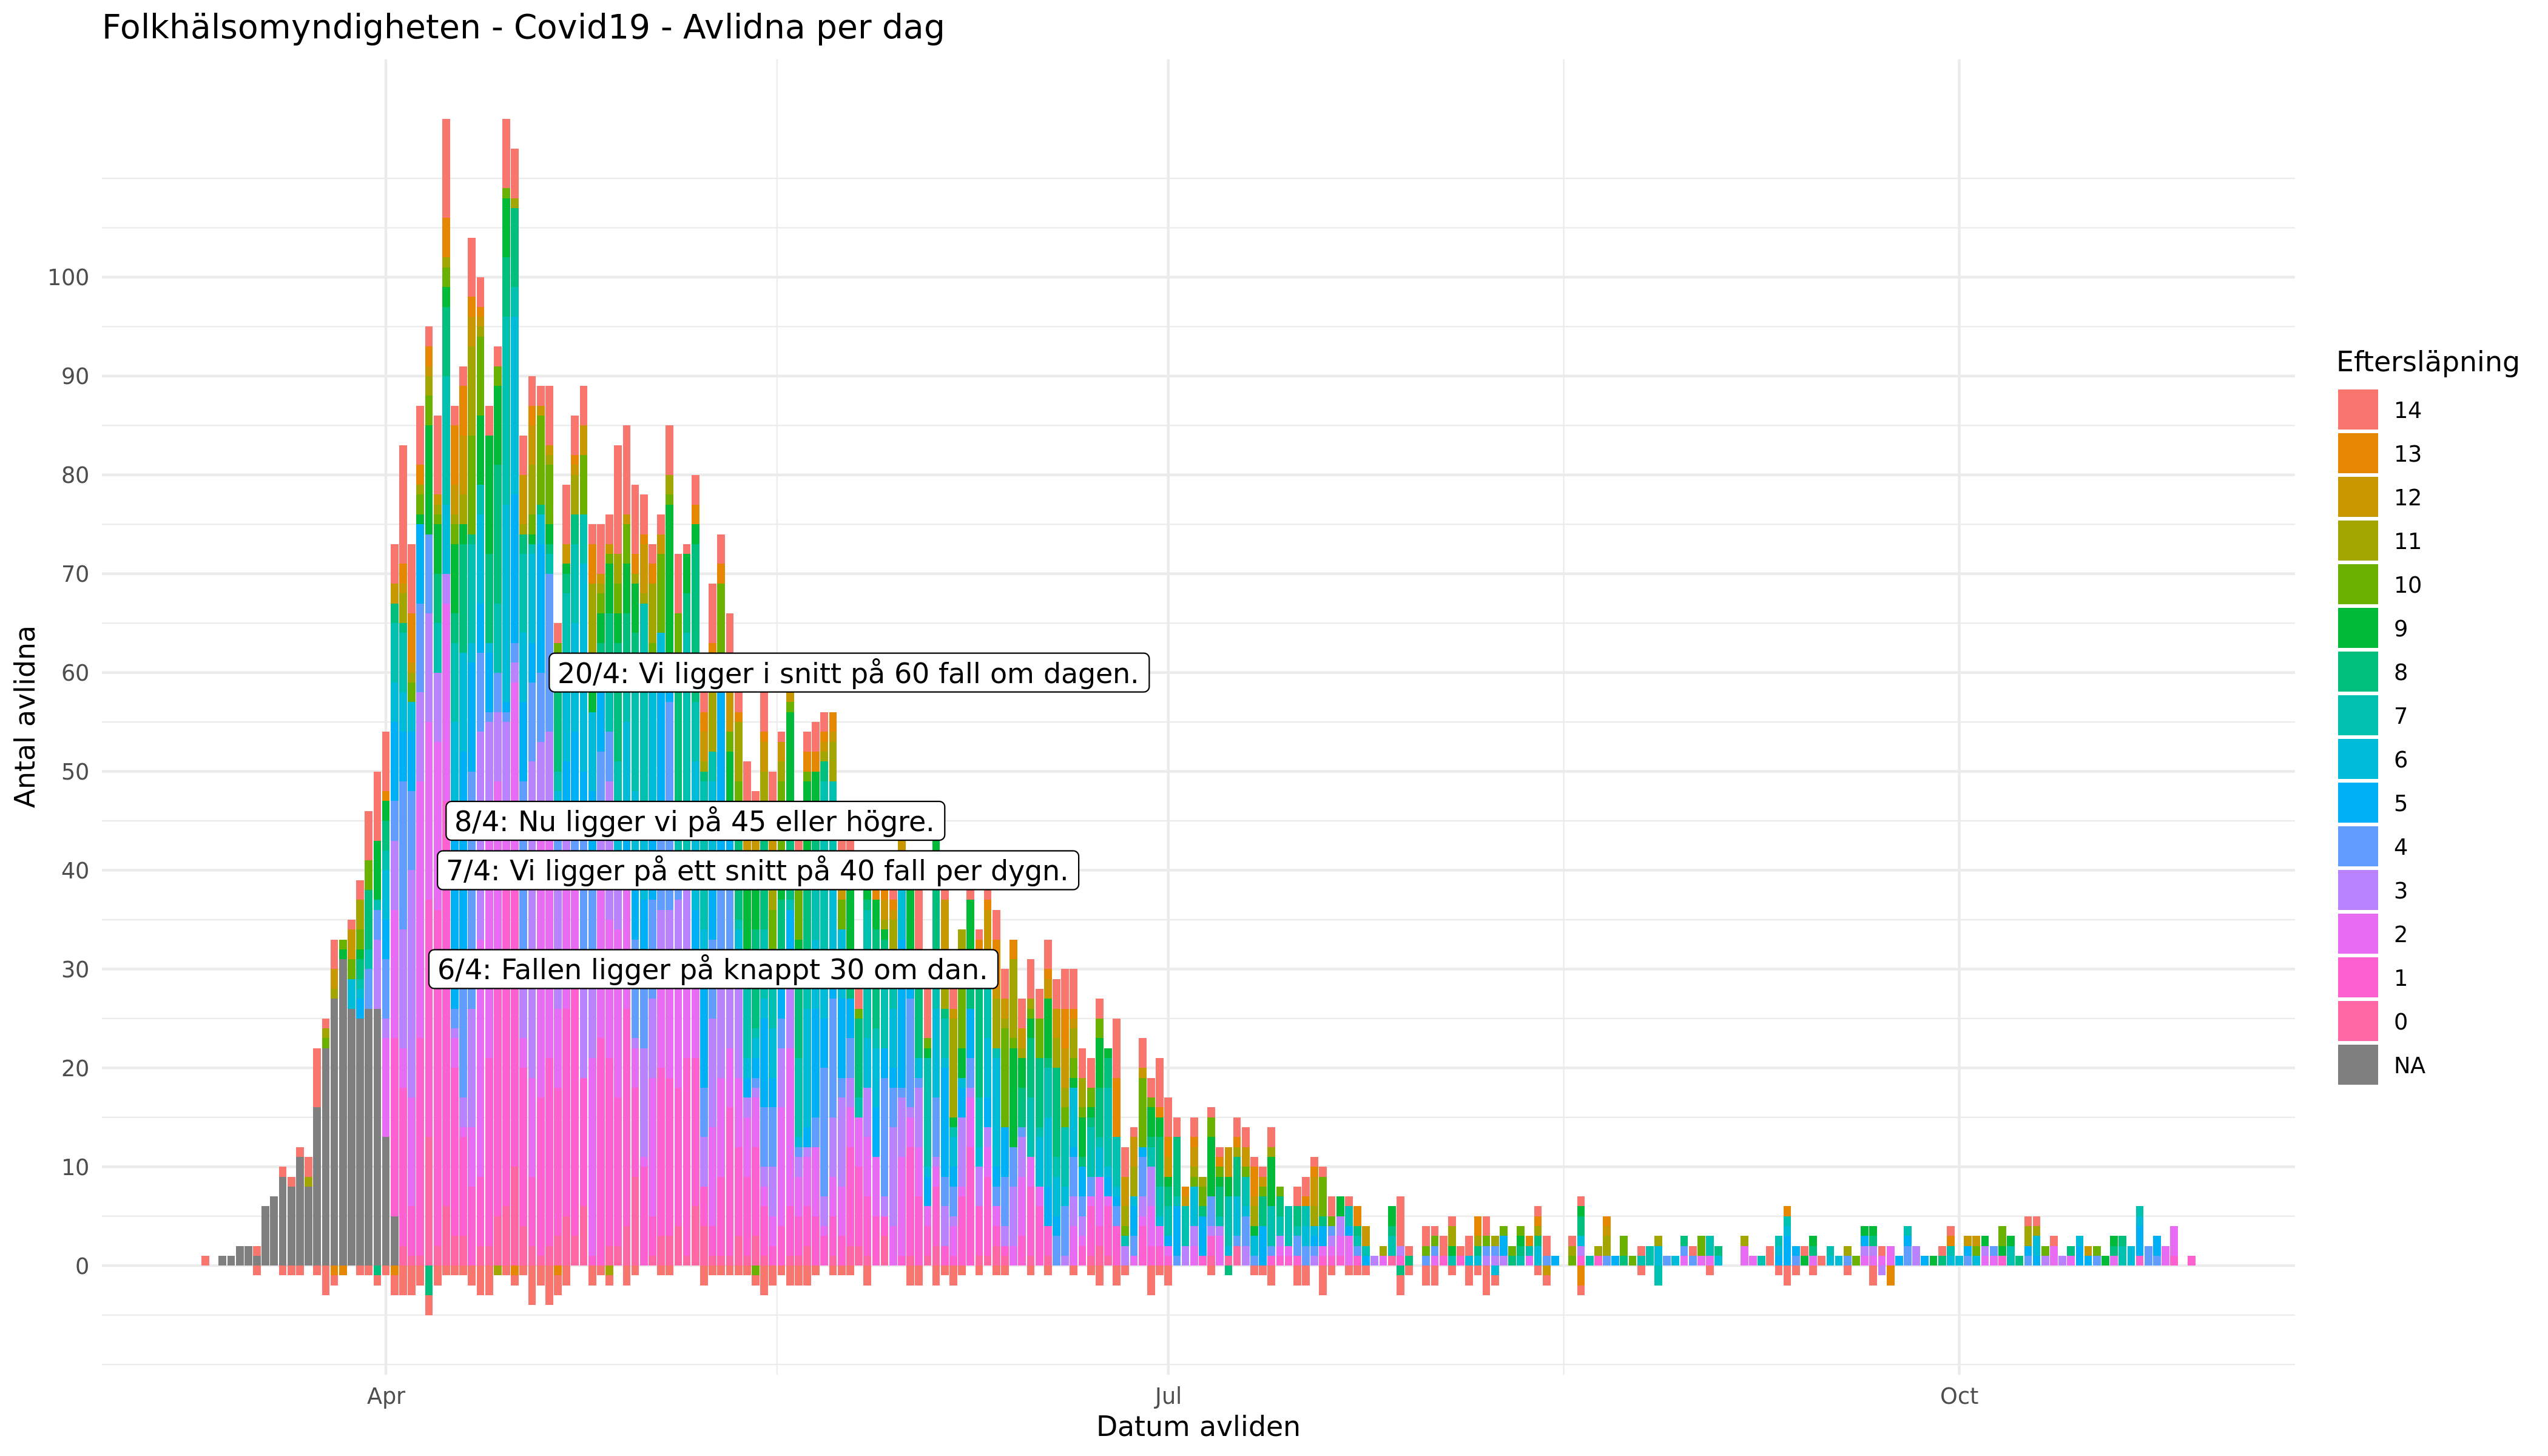 Folkhälsomyndigheten - Covid19 - Avlidna per dag
Antal avlidna
100
90
80
70
60
50
40
30
20
10
0
20/4: Vi ligger i snitt på 60 fall om dagen.
8/4: Nu ligger vi på 45 eller högre.
7/4: Vi ligger på ett snitt på 40 fall per dygn.
6/4: Fallen ligger på knappt 30 om dan.
Apr
Jul
Oct
Datum avliden
Eftersläpning
14
13
12
11
10
9
8
7
6
5
4
3
2
1
0
NA